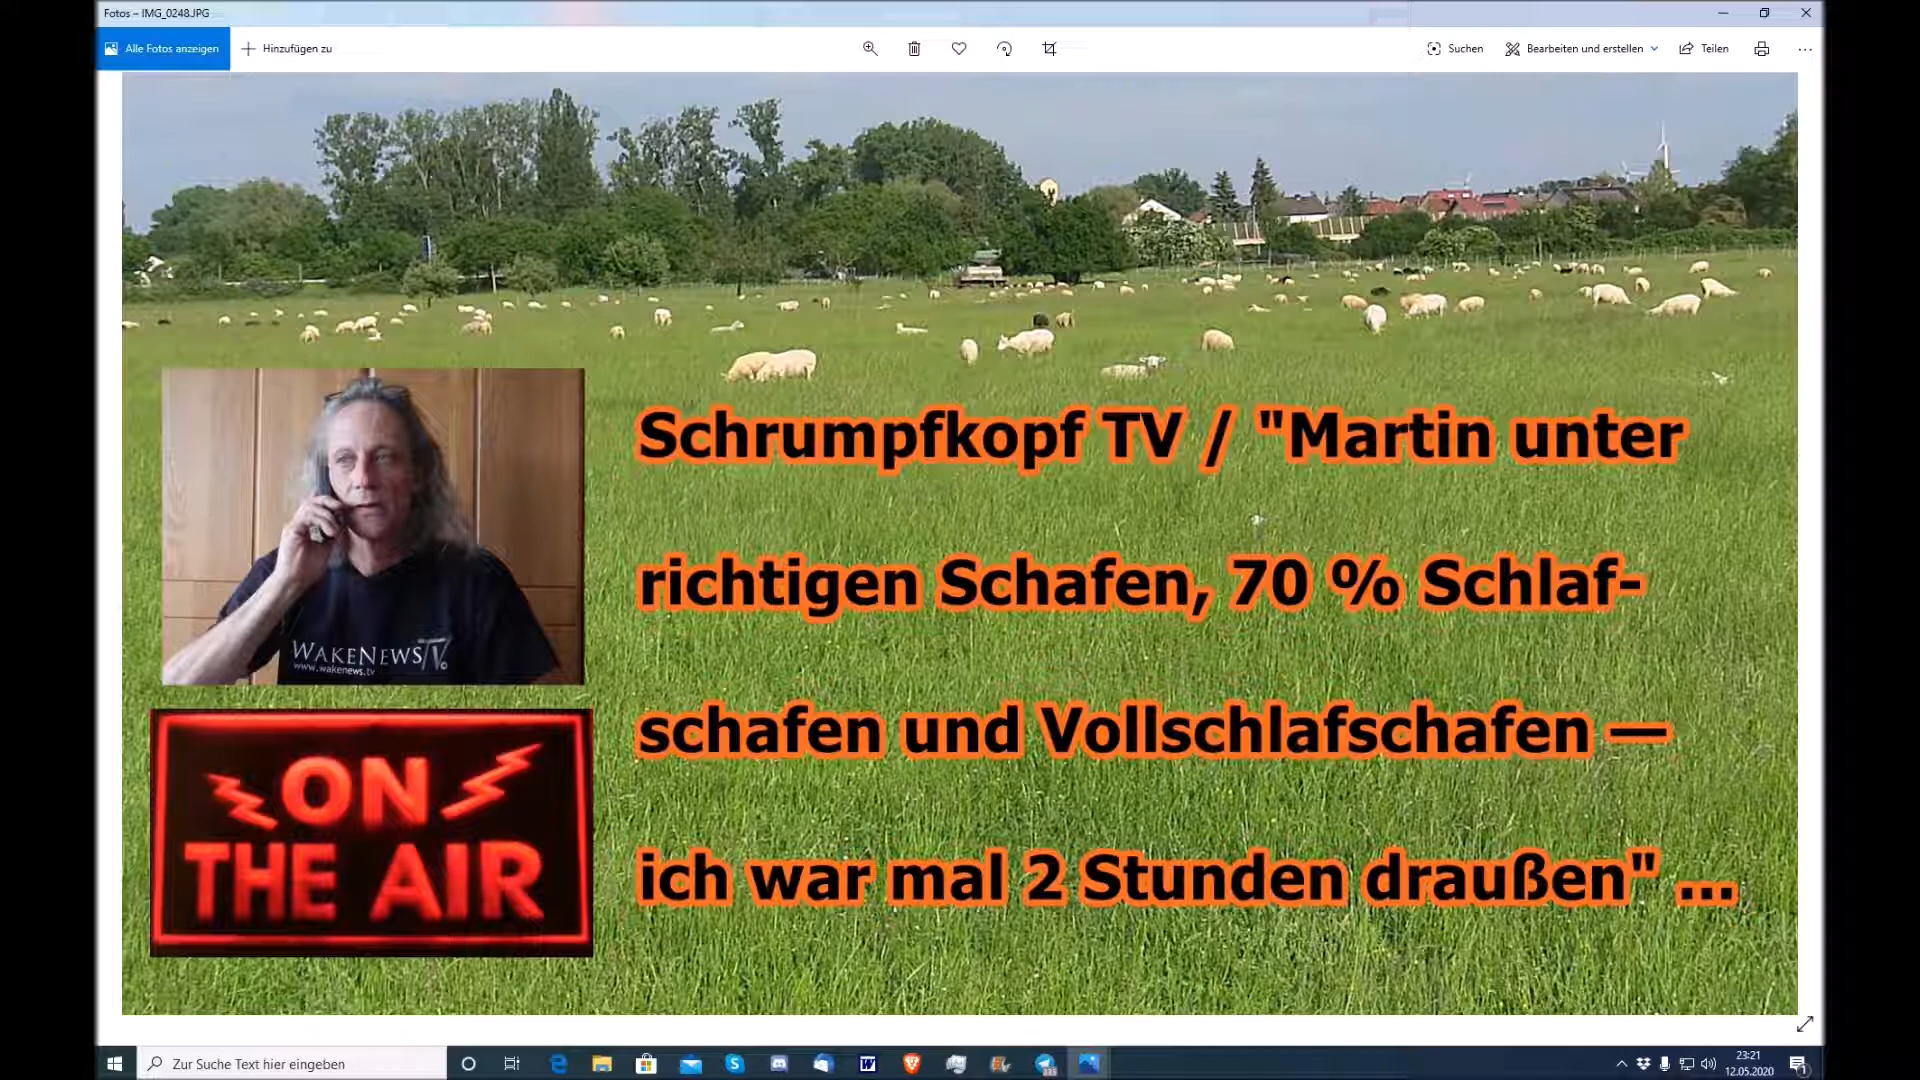 Fotos – IMG_0248.JPG
Alle Fotos anzeigen
Hinzufügen zu
Suchen
Bearbeiten und erstellen
Teilen
Schrumpfkopf TV / "Martin unter
richtigen Schafen, 70 % Schlaf-
schafen und Vollschlafschafen —
ich war mal 2 Stunden draußen" ...
WAKENEWSTV
www.wakenews.tv
ON
THE AIR
Zur Suche Text hier eingeben
23:21
12.05.2020